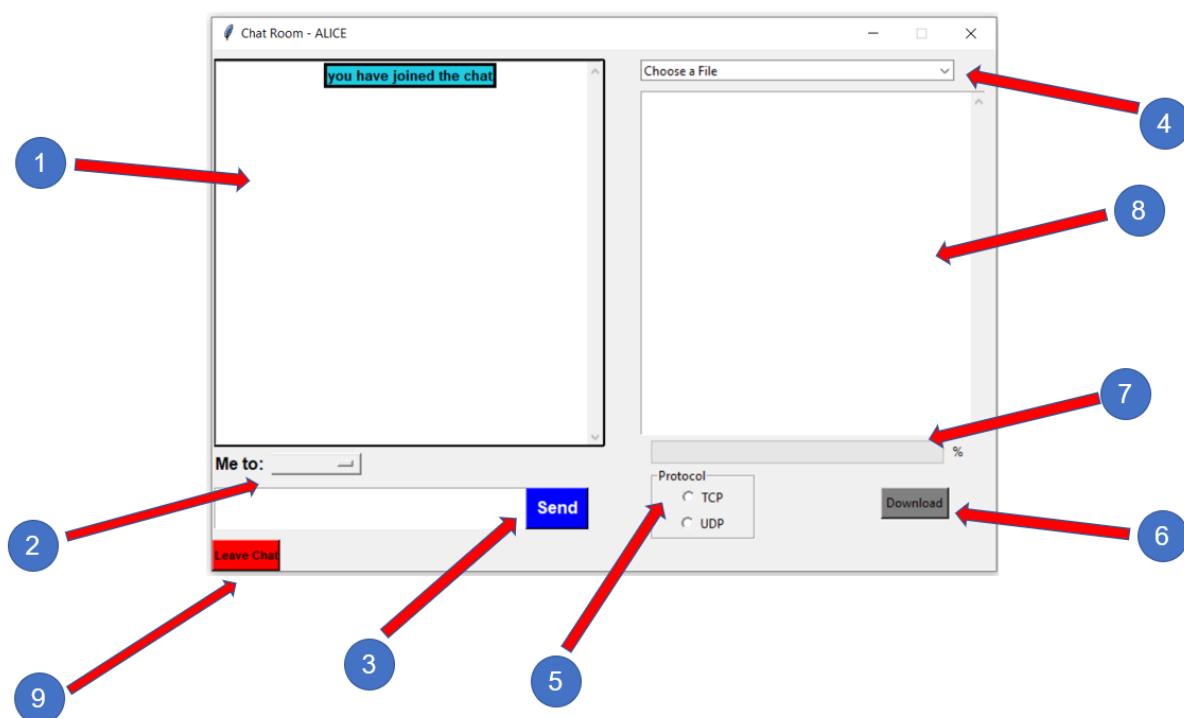 Chat Room - ALICE
you have joined the chat
Choose a File
4
1
8
7
Me to:
%
Protocol
TCP
UDP
Send
Download
2
6
Leave Chat
3
5
9